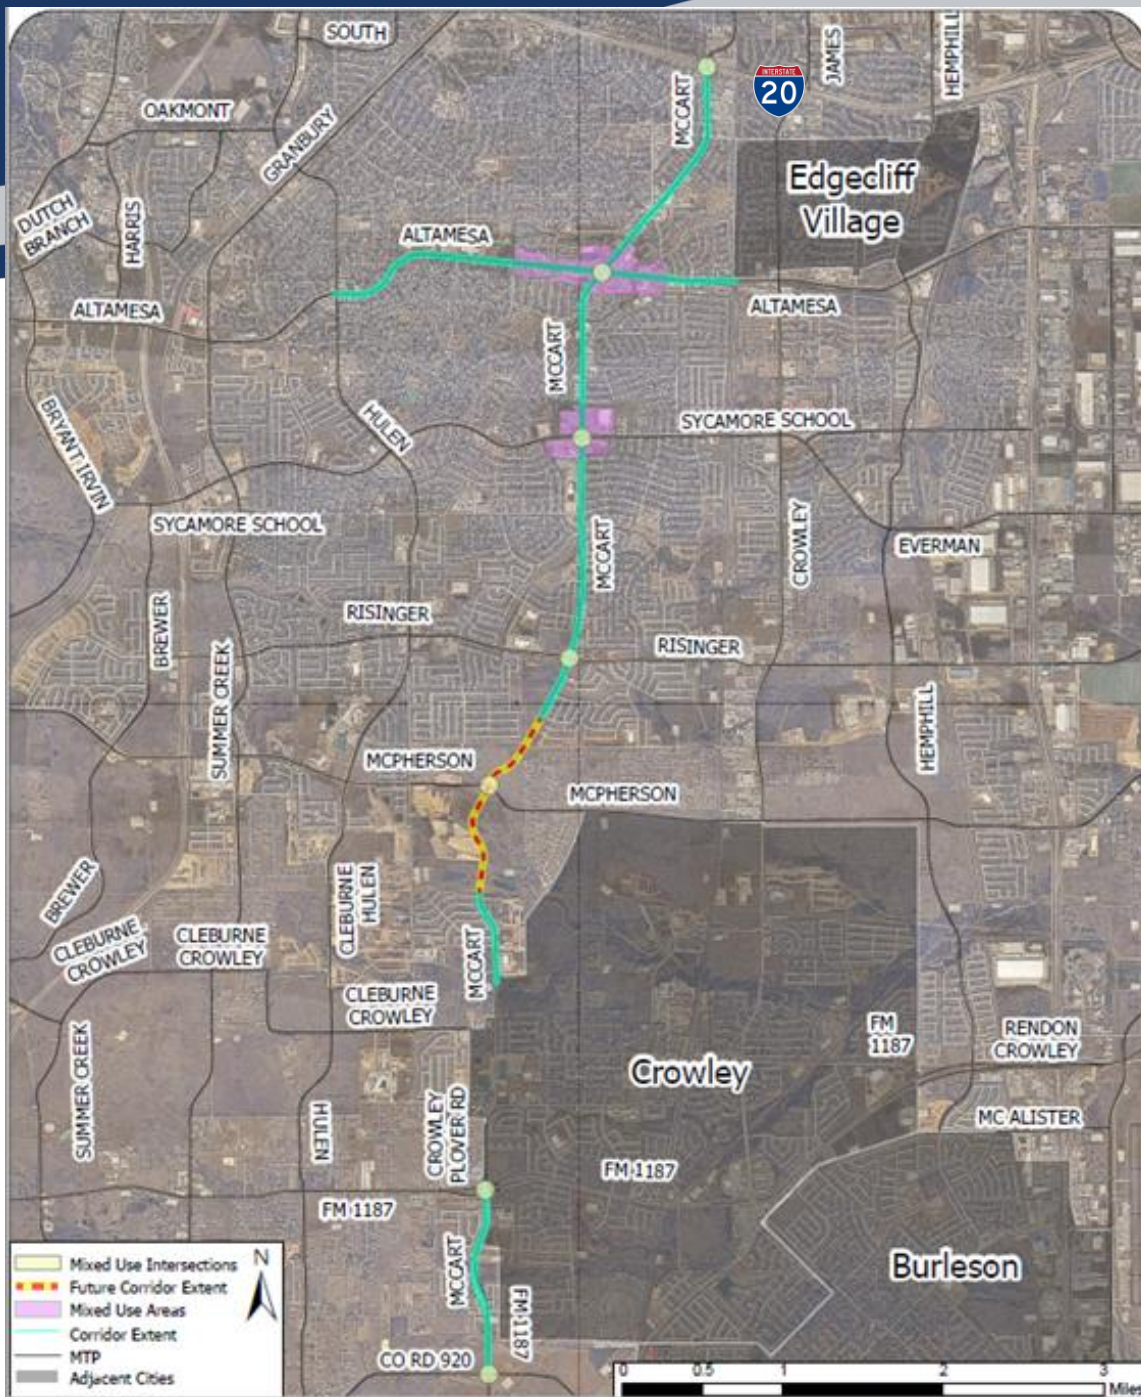 SOUTH
JAMES
HEMPHILL
INTERSTATE
20
OAKMONT
MCCART
GRANBURY
Edgecliff
Village
DUTCH
BRANCH
HARRIS
ALTAMESA
ALTAMESA
ALTAMESA
MCCART
BRYANT IRVIN
HULEN
SYCAMORE SCHOOL
SYCAMORE SCHOOL
MCCART
CROWLEY
EVERMAN
BREWER
RISINGER
RISINGER
SUMMER CREEK
HEMPHILL
MCPHERSON
MCPHERSON
BREWER
CLEBURNE
HULEN
CLEBURNE
CROWLEY
CLEBURNE
CROWLEY
MCCART
CLEBURNE
CROWLEY
FM
1187
RENDON
CROWLEY
SUMMER CREEK
Crowley
HULEN
CROWLEY
PLOVER RD
MC ALISTER
FM 1187
FM 1187
MCCART
FM 1187
Burleson
CO RD 920
Mixed Use Intersections
Future Corridor Extent
Mixed Use Areas
Corridor Extent
MTP
Adjacent Cities
N
0 0.5 1 2 3
Miles